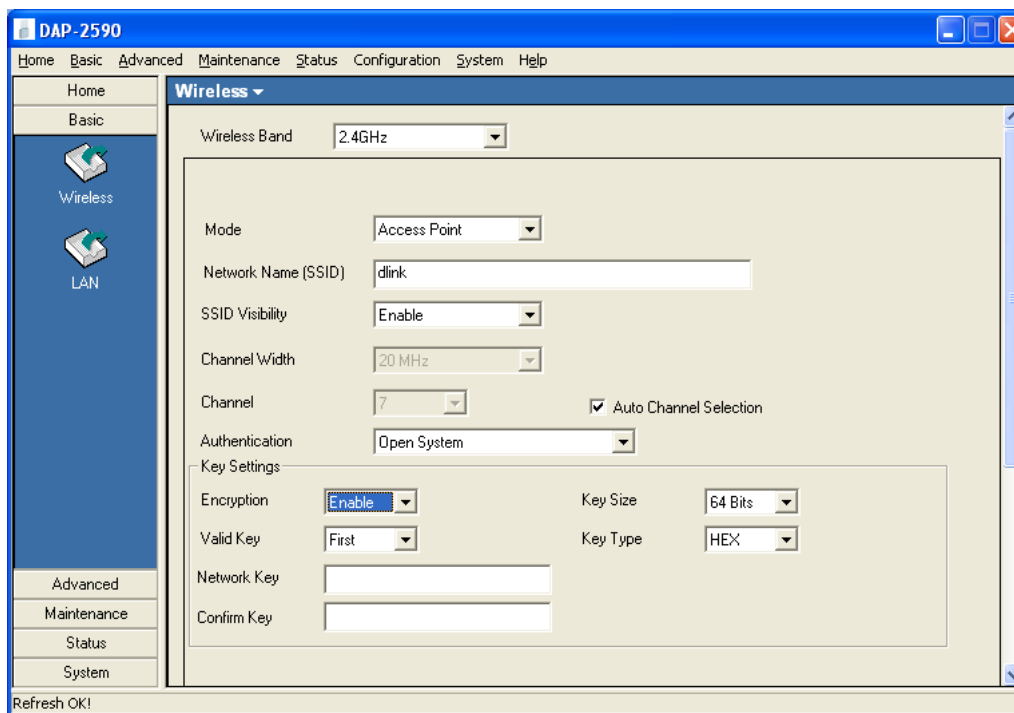 DAP-2590
Home Basic Advanced Maintenance Status Configuration System Help
Home
Basic
Wireless
LAN
Advanced
Maintenance
Status
System
Wireless
Wireless Band 2.4GHz
Mode Access Point
Network Name (SSID) dlink
SSID Visibility Enable
Channel Width 20 MHz
Channel 7 Auto Channel Selection
Authentication Open System
Key Settings
Encryption Enable Key Size 64 Bits
Valid Key First Key Type HEX
Network Key
Confirm Key
Refresh OK!